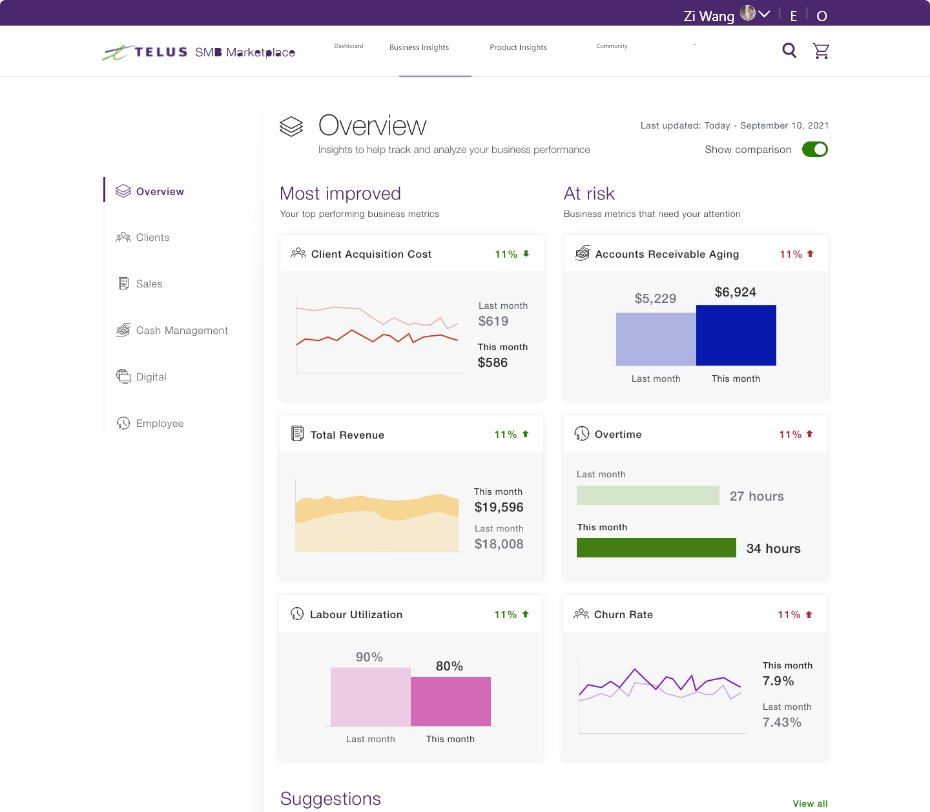 Zi Wang E O
TELUS SMB Marketplace
Dashboard
Business Insights
Product Insights
Community
Overview
Insights to help track and analyze your business performance
Last updated: Today - September 10, 2021
Show comparison
Overview
Clients
Sales
Cash Management
Digital
Employee
Most improved
Your top performing business metrics
At risk
Business metrics that need your attention
Client Acquisition Cost 11%
Last month
$619
This month
$586
Accounts Receivable Aging 11%
$5,229
$6,924
Last month
This month
Total Revenue 11%
This month
$19,596
Last month
$18,008
Overtime 11%
Last month
27 hours
This month
34 hours
Labour Utilization 11%
90%
80%
Last month
This month
Churn Rate 11%
This month
7.9%
Last month
7.43%
Suggestions
View all